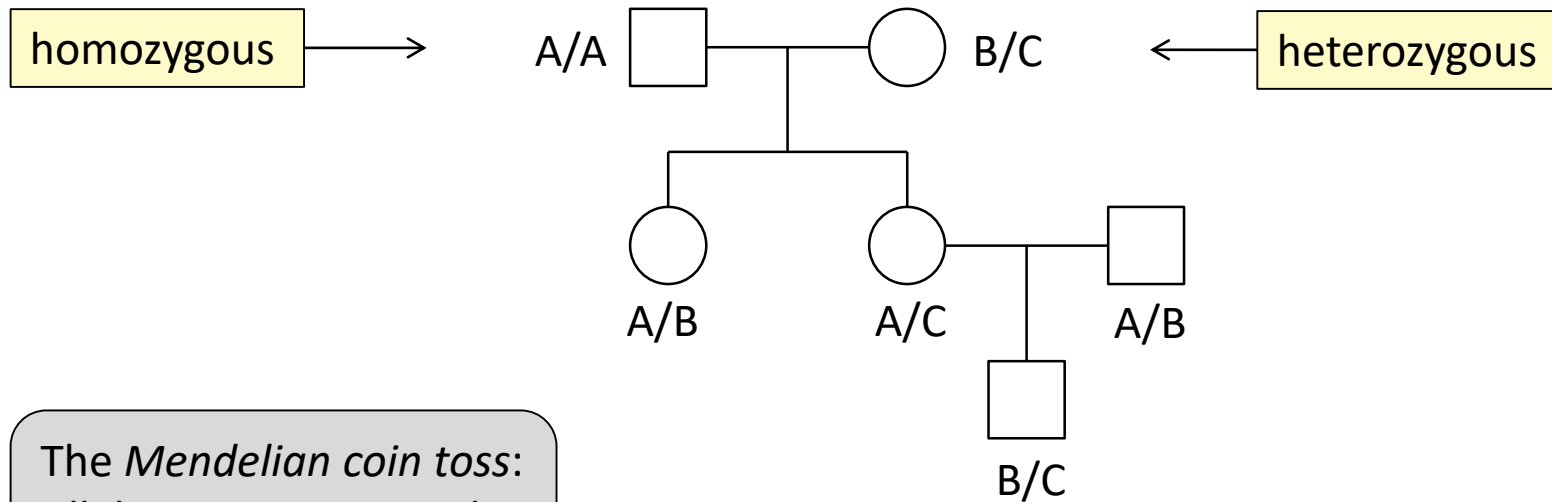 homozygous
A/A
B/C
heterozygous
A/B
A/C
A/B
B/C
The Mendelian coin toss: